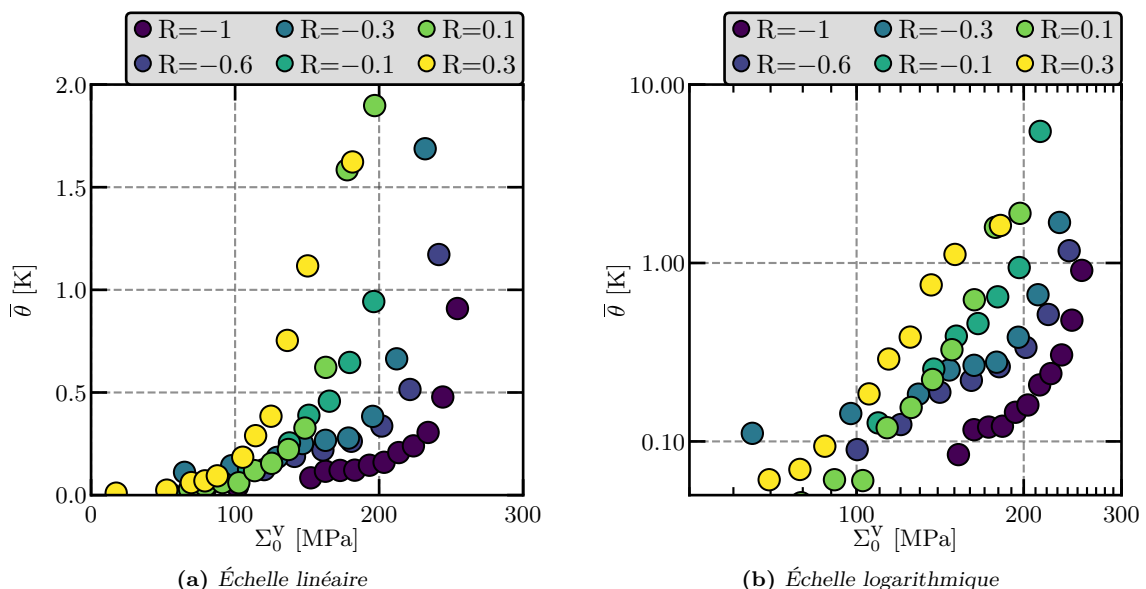 R=−1 R=−0.3 R=0.1
R=−0.6 R=−0.1 R=0.3
2.0
1.5
1.0
0.5
0.0
θ̅ [K]
0 100 200 300
Σ₀ᵛ [MPa]
(a) Échelle linéaire
R=−1 R=−0.3 R=0.1
R=−0.6 R=−0.1 R=0.3
10.00
1.00
0.10
θ̅ [K]
100 200 300
Σ₀ᵛ [MPa]
(b) Échelle logarithmique